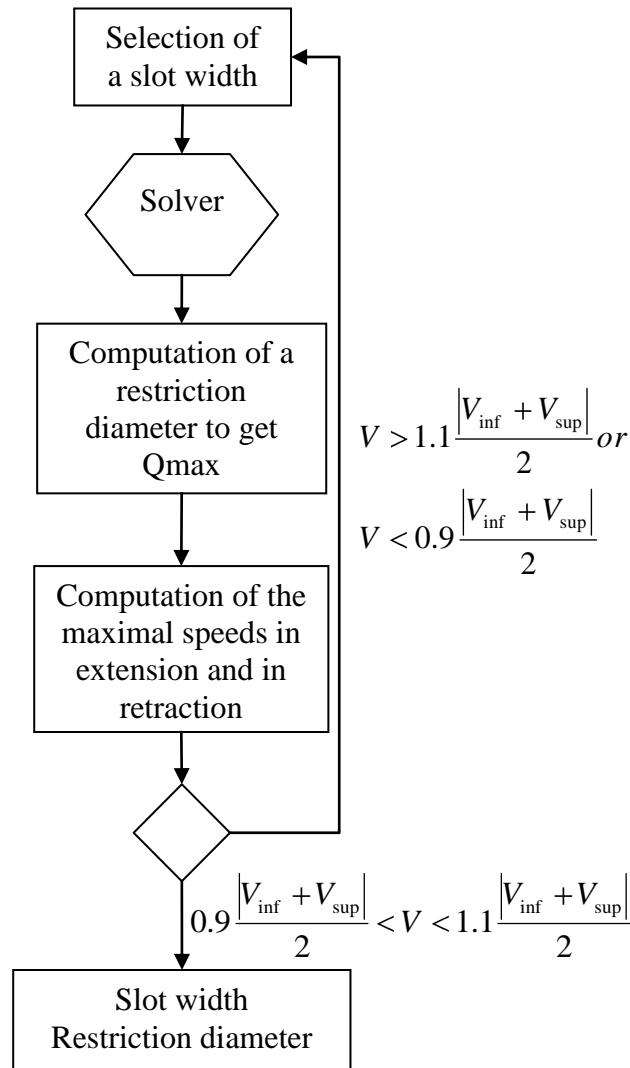 Selection of
a slot width
Solver
Computation of a
restriction
diameter to get
Qmax
V > 1.1 |V_inf + V_sup| / 2 or
V < 0.9 |V_inf + V_sup| / 2
Computation of the
maximal speeds in
extension and in
retraction
0.9 |V_inf + V_sup| / 2 < V < 1.1 |V_inf + V_sup| / 2
Slot width
Restriction diameter